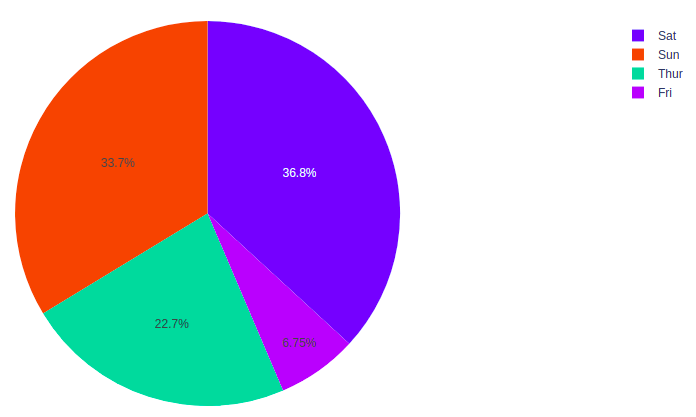 Sat
Sun
Thur
Fri
33.7%
36.8%
22.7%
6.75%